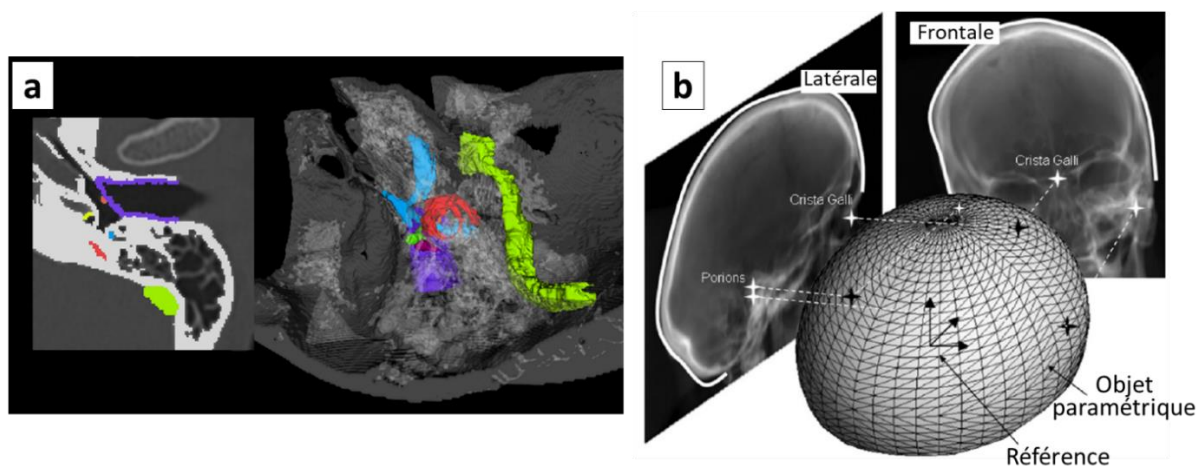 a
b
Latérale
Frontale
Crista Galli
Crista Galli
Porions
Objet
paramétrique
Référence